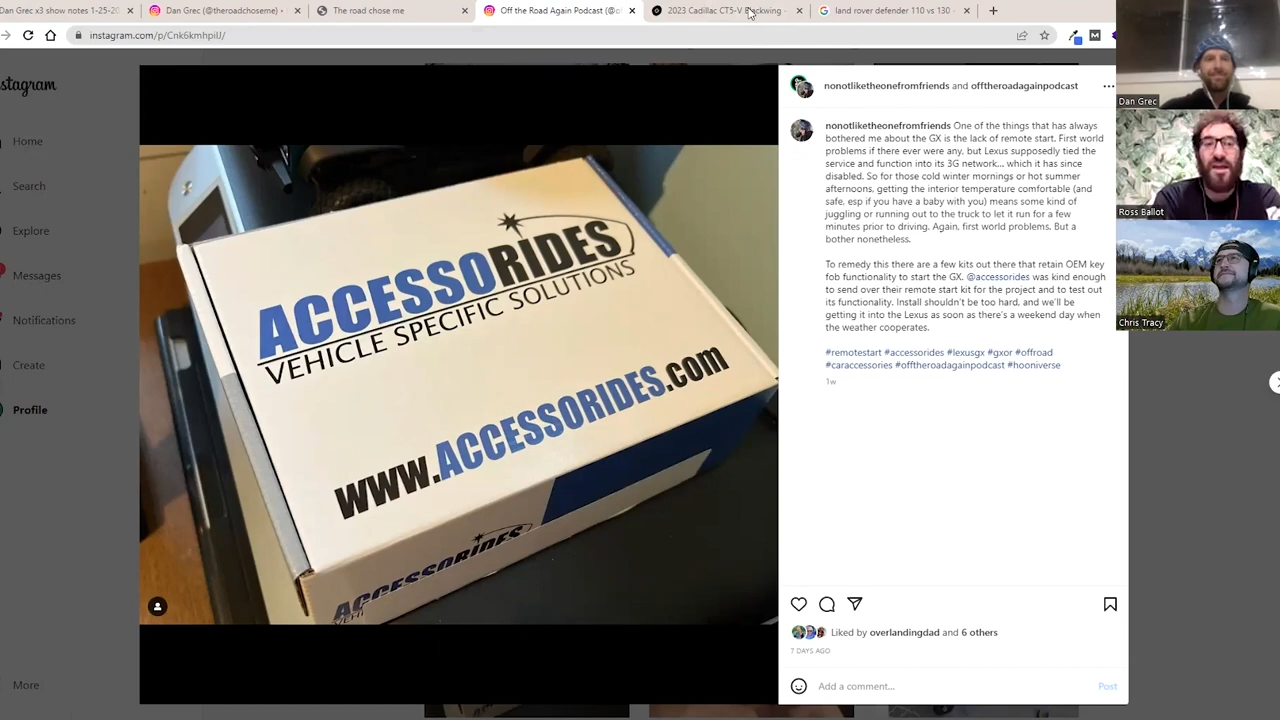 Dan Grec x3 show notes 1-25-20
Dan Grec (@theroadchoseme)
The road chose me
Off the Road Again Podcast (@o
2023 Cadillac CT5-V Blackwing -
land rover defender 110 vs 130 -
instagram.com/p/Cnk6kmhpilJ/
stagram
Home
Search
Explore
Messages
Notifications
Create
Profile
More
ACCESSORIDES
VEHICLE SPECIFIC SOLUTIONS
www.ACCESSORIDES.com
ACCESSORIDES
nonotliketheonefromfriends and offtheroadagainpodcast
nonotliketheonefromfriends One of the things that has always
bothered me about the GX is the lack of remote start. First world
problems if there ever were any, but Lexus supposedly tied the
service and function into its 3G network... which it has since
disabled. So for those cold winter mornings or hot summer
afternoons, getting the interior temperature comfortable (and
safe, esp if you have a baby with you) means some kind of
juggling or running out to the truck to let it run for a few
minutes prior to driving. Again, first world problems. But a
bother nonetheless.
To remedy this there are a few kits out there that retain OEM key
fob functionality to start the GX. @accessorides was kind enough
to send over their remote start kit for the project and to test out
its functionality. Install shouldn't be too hard, and we'll be
getting it into the Lexus as soon as there's a weekend day when
the weather cooperates.
#remotestart #accessorides #lexusgx #gxor #offroad
#caraccessories #offtheroadagainpodcast #hooniverse
1w
Liked by overlandingdad and 6 others
7 DAYS AGO
Add a comment...
Post
Dan Grec
Ross Ballot
Chris Tracy